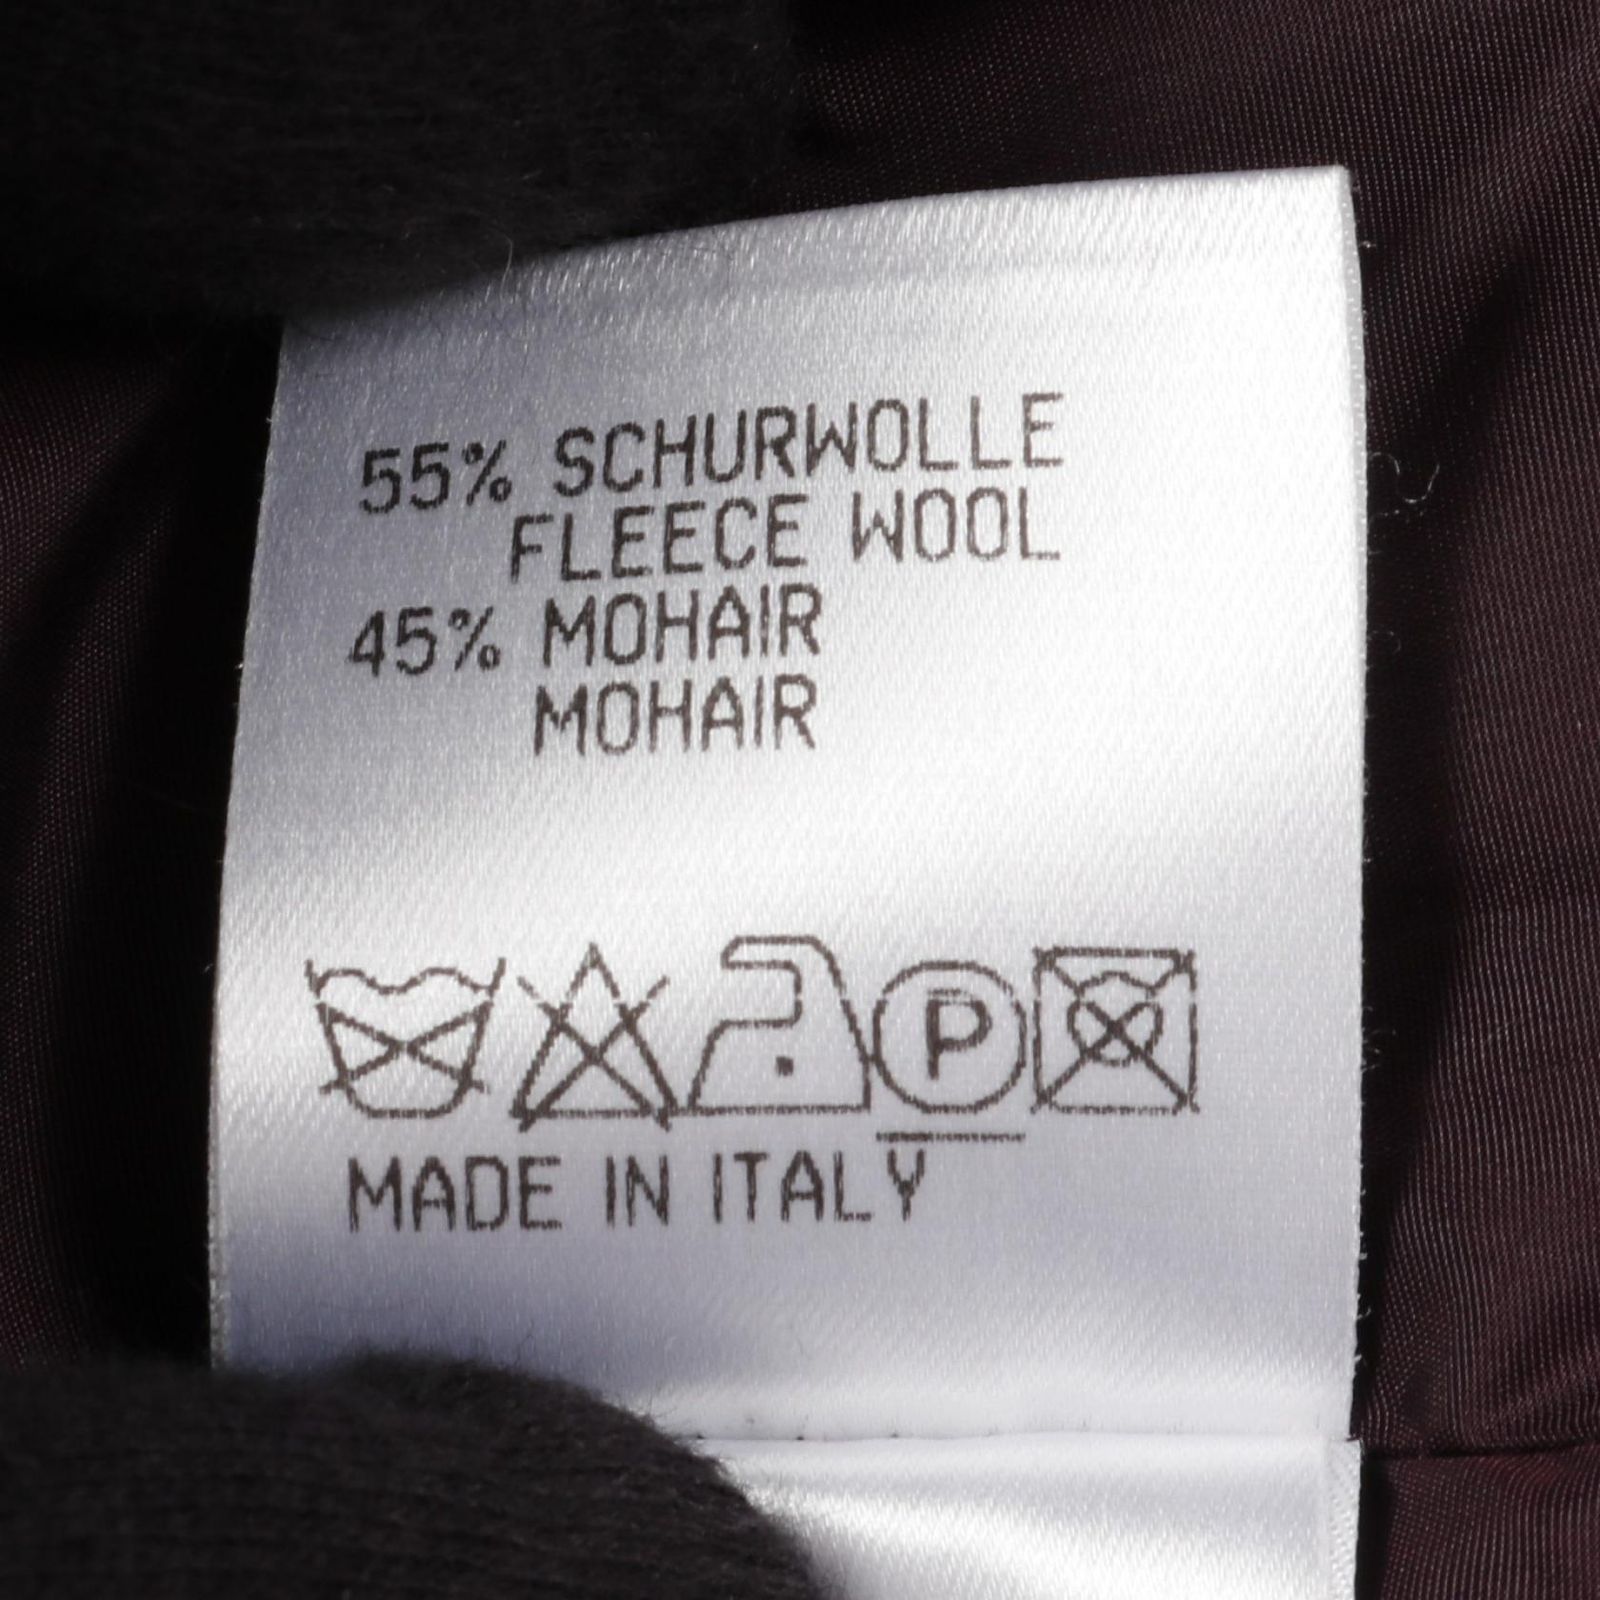 55% SCHURWOLLE
FLEECE WOOL
45% MOHAIR
MOHAIR
P
MADE IN ITALY